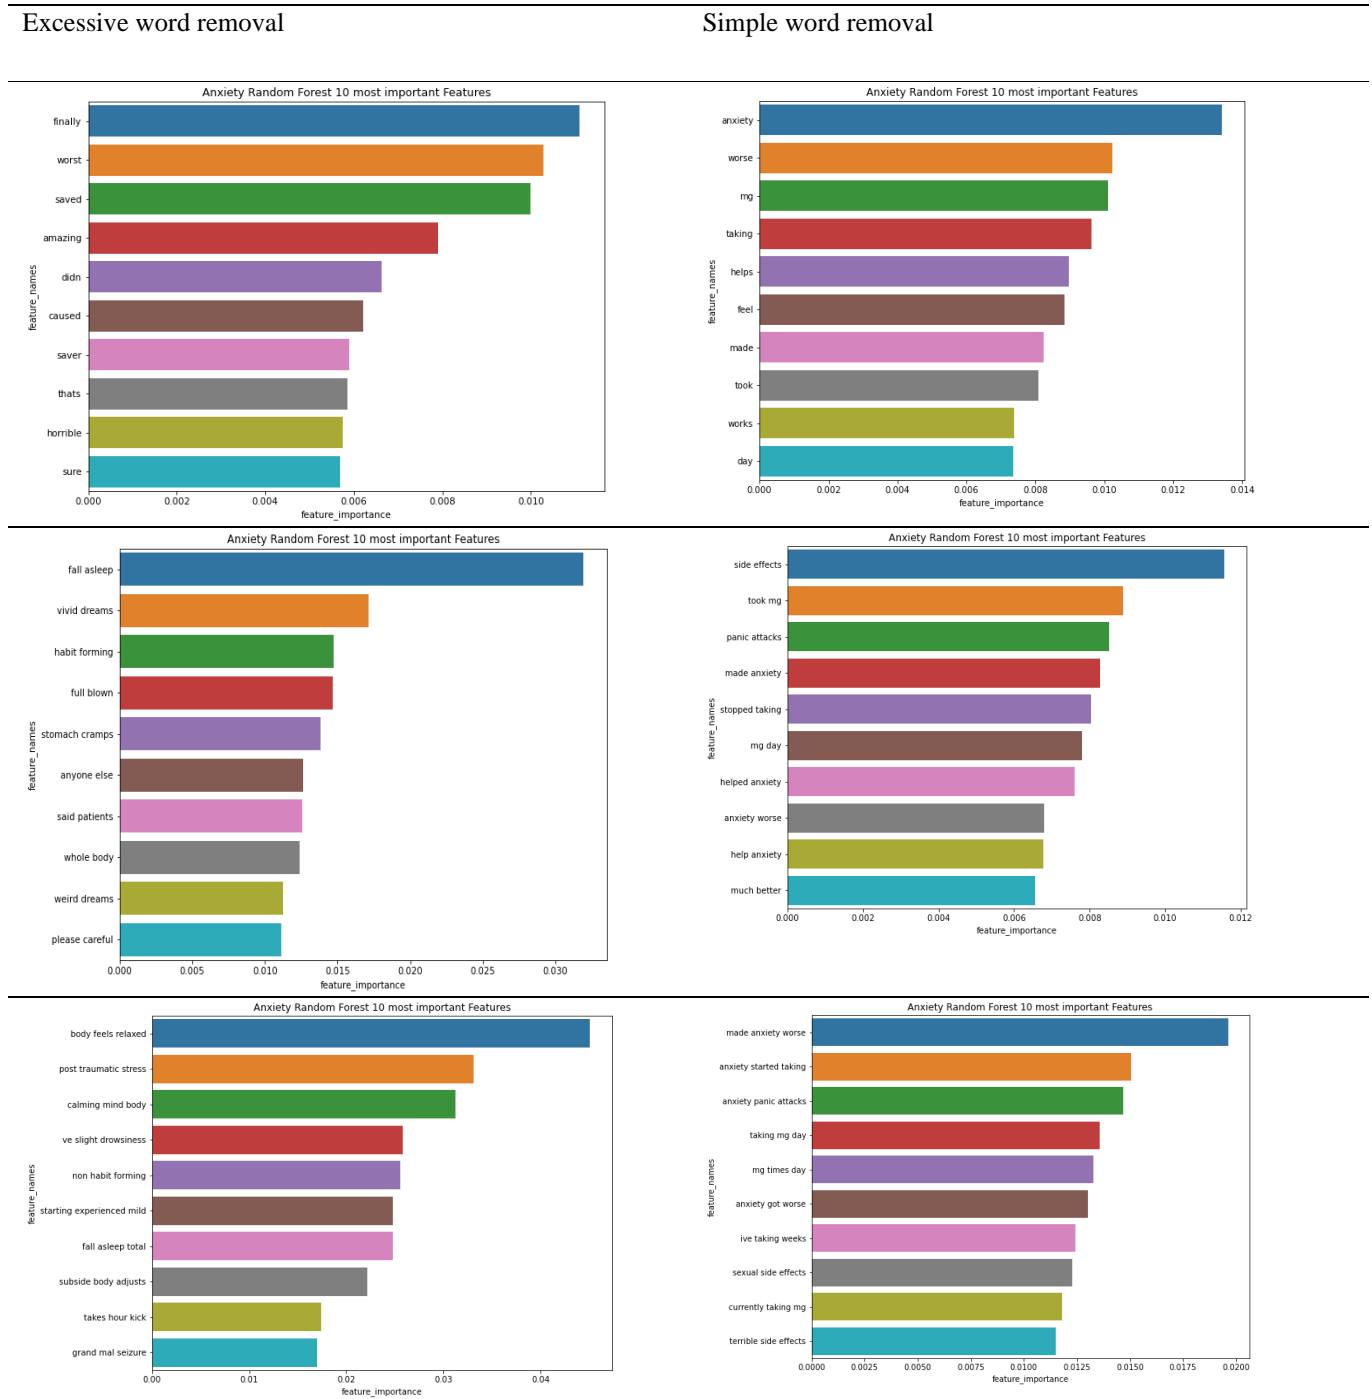 Excessive word removal
Simple word removal
Anxiety Random Forest 10 most important Features
feature_names
finally
worst
saved
amazing
didn
caused
saver
thats
horrible
sure
0.000 0.002 0.004 0.006 0.008 0.010
feature_importance
Anxiety Random Forest 10 most important Features
feature_names
anxiety
worse
mg
taking
helps
feel
made
took
works
day
0.000 0.002 0.004 0.006 0.008 0.010 0.012 0.014
feature_importance
Anxiety Random Forest 10 most important Features
feature_names
fall asleep
vivid dreams
habit forming
full blown
stomach cramps
anyone else
said patients
whole body
weird dreams
please careful
0.000 0.005 0.010 0.015 0.020 0.025 0.030
feature_importance
Anxiety Random Forest 10 most important Features
feature_names
side effects
took mg
panic attacks
made anxiety
stopped taking
mg day
helped anxiety
anxiety worse
help anxiety
much better
0.000 0.002 0.004 0.006 0.008 0.010 0.012
feature_importance
Anxiety Random Forest 10 most important Features
feature_names
body feels relaxed
post traumatic stress
calming mind body
ve slight drowsiness
non habit forming
starting experienced mild
fall asleep total
subside body adjusts
takes hour kick
grand mal seizure
0.00 0.01 0.02 0.03 0.04
feature_importance
Anxiety Random Forest 10 most important Features
feature_names
made anxiety worse
anxiety started taking
anxiety panic attacks
taking mg day
mg times day
anxiety got worse
ive taking weeks
sexual side effects
currently taking mg
terrible side effects
0.0000 0.0025 0.0050 0.0075 0.0100 0.0125 0.0150 0.0175 0.0200
feature_importance